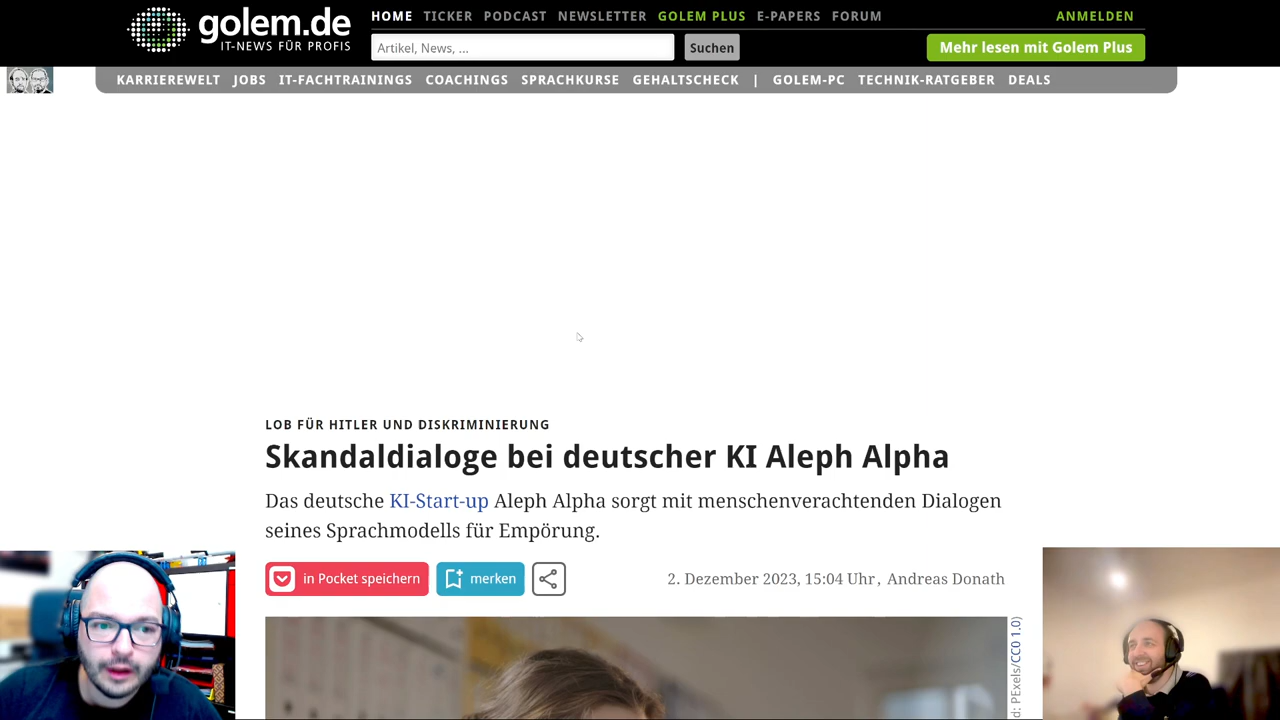 golem.de
IT-NEWS FÜR PROFIS
HOME TICKER PODCAST NEWSLETTER GOLEM PLUS E-PAPERS FORUM
ANMELDEN
Artikel, News, ...
Suchen
Mehr lesen mit Golem Plus
KARRIEREWELT JOBS IT-FACHTRAININGS COACHINGS SPRACHKURSE GEHALTSCHECK | GOLEM-PC TECHNIK-RATGEBER DEALS
LOB FÜR HITLER UND DISKRIMINIERUNG
Skandaldialoge bei deutscher KI Aleph Alpha
Das deutsche KI-Start-up Aleph Alpha sorgt mit menschenverachtenden Dialogen
seines Sprachmodells für Empörung.
in Pocket speichern
merken
2. Dezember 2023, 15:04 Uhr, Andreas Donath
d: PExels/CC0 1.0)